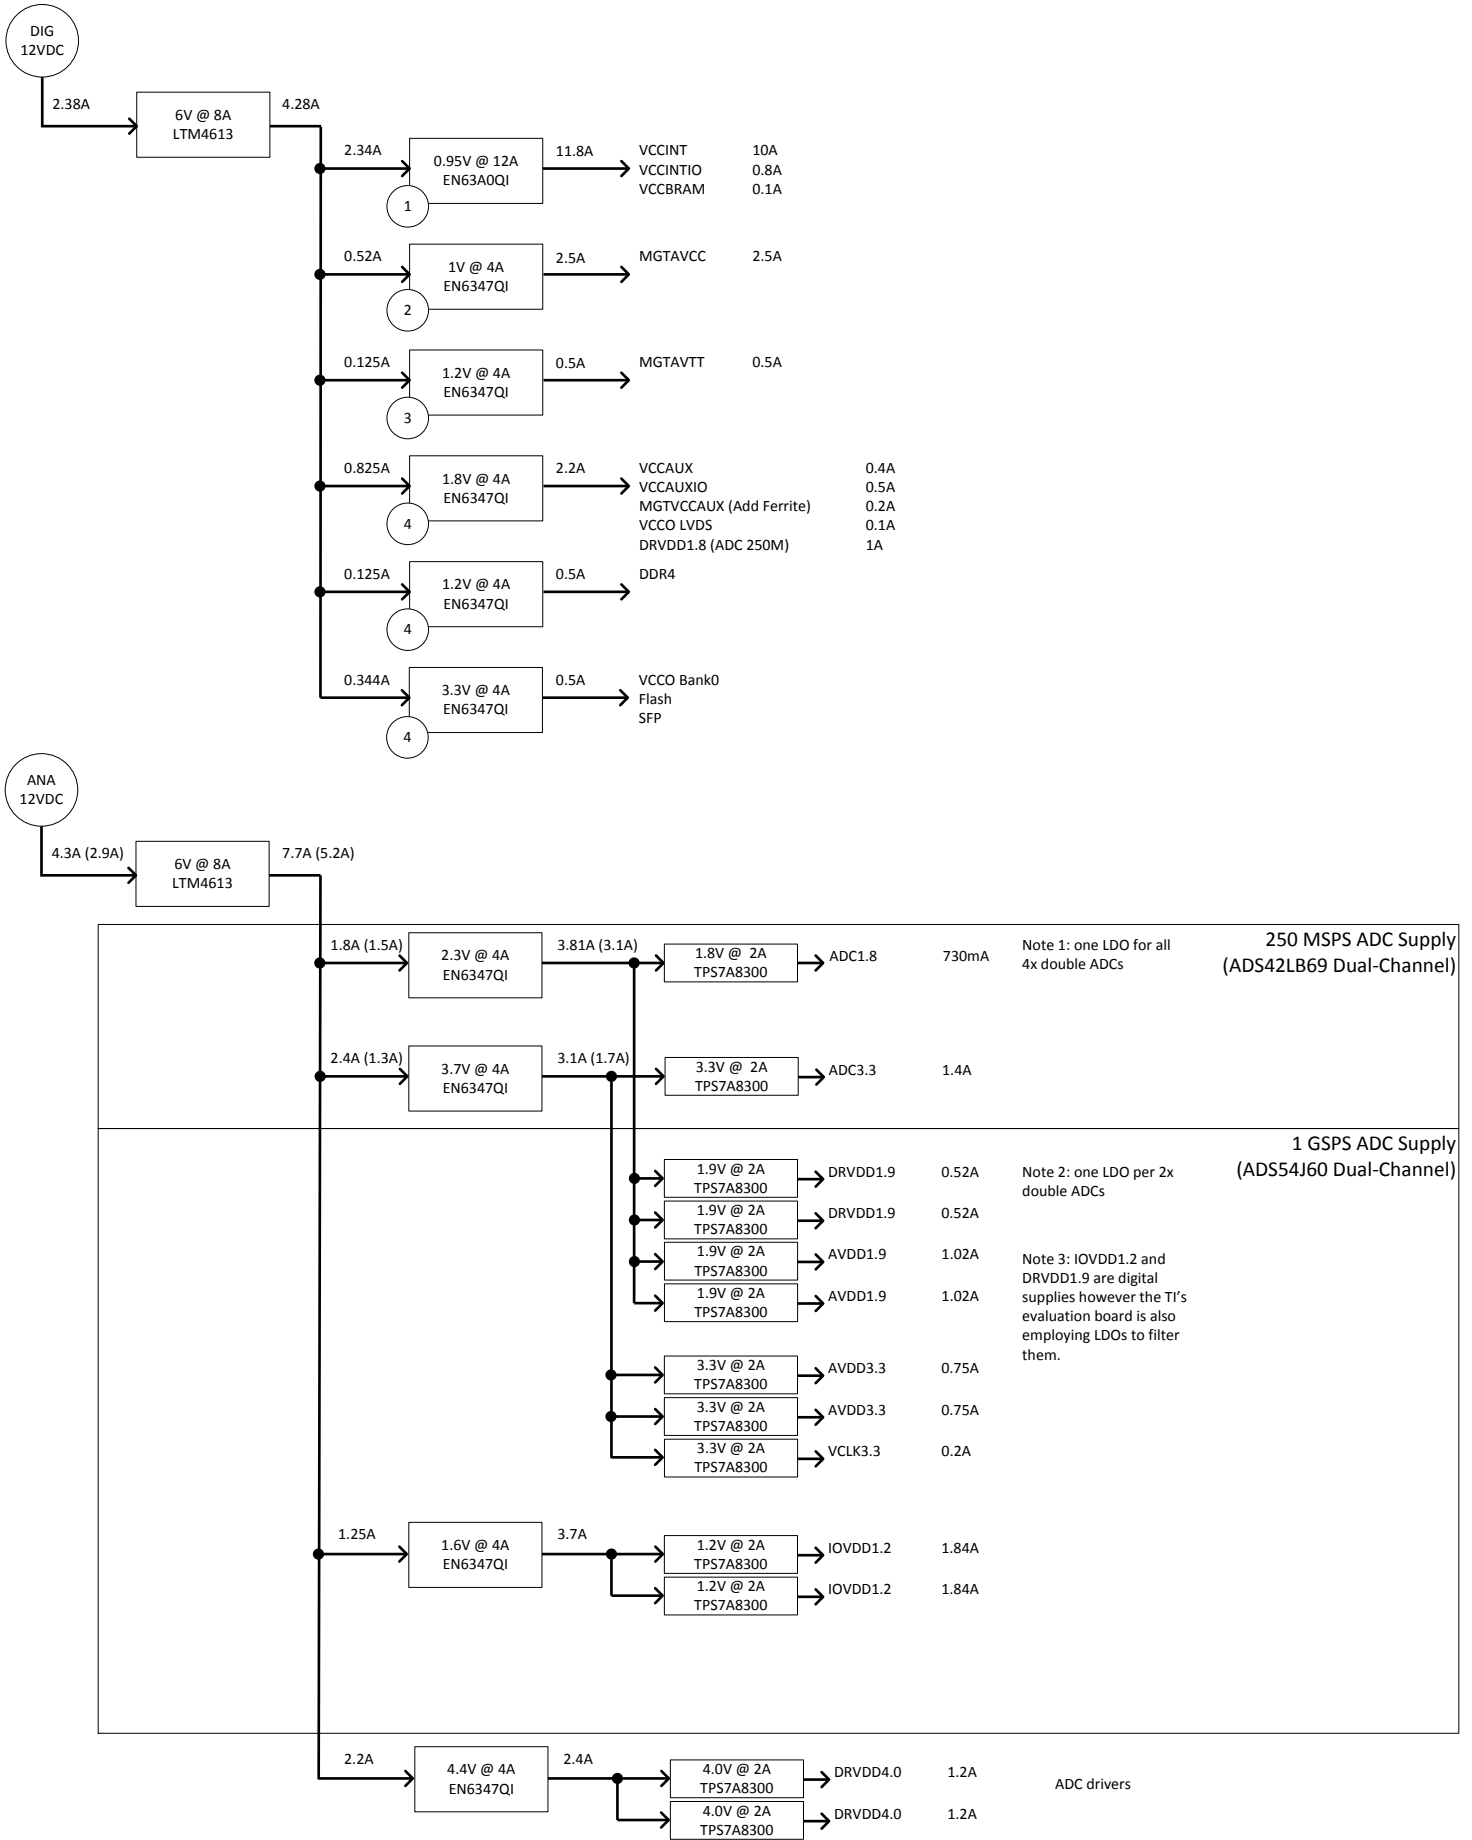 DIG
12VDC
2.38A
6V @ 8A
LTM4613
4.28A
2.34A
0.95V @ 12A
EN63A0QI
1
11.8A
VCCINT 10A
VCCINTIO 0.8A
VCCBRAM 0.1A
0.52A
1V @ 4A
EN6347QI
2
2.5A
MGTAVCC 2.5A
0.125A
1.2V @ 4A
EN6347QI
3
0.5A
MGTAVTT 0.5A
0.825A
1.8V @ 4A
EN6347QI
4
2.2A
VCCAUX 0.4A
VCCAUXIO 0.5A
MGTVCCAUX (Add Ferrite) 0.2A
VCCO LVDS 0.1A
DRVDD1.8 (ADC 250M) 1A
0.125A
1.2V @ 4A
EN6347QI
4
0.5A
DDR4
0.344A
3.3V @ 4A
EN6347QI
4
0.5A
VCCO Bank0
Flash
SFP
ANA
12VDC
4.3A (2.9A)
6V @ 8A
LTM4613
7.7A (5.2A)
250 MSPS ADC Supply
(ADS42LB69 Dual-Channel)
1.8A (1.5A)
2.3V @ 4A
EN6347QI
3.81A (3.1A)
1.8V @ 2A
TPS7A8300
ADC1.8 730mA
Note 1: one LDO for all
4x double ADCs
2.4A (1.3A)
3.7V @ 4A
EN6347QI
3.1A (1.7A)
3.3V @ 2A
TPS7A8300
ADC3.3 1.4A
1 GSPS ADC Supply
(ADS54J60 Dual-Channel)
1.9V @ 2A
TPS7A8300
DRVDD1.9 0.52A
Note 2: one LDO per 2x
double ADCs
1.9V @ 2A
TPS7A8300
DRVDD1.9 0.52A
1.9V @ 2A
TPS7A8300
AVDD1.9 1.02A
1.9V @ 2A
TPS7A8300
AVDD1.9 1.02A
Note 3: IOVDD1.2 and
DRVDD1.9 are digital
supplies however the TI's
evaluation board is also
employing LDOs to filter
them.
3.3V @ 2A
TPS7A8300
AVDD3.3 0.75A
3.3V @ 2A
TPS7A8300
AVDD3.3 0.75A
3.3V @ 2A
TPS7A8300
VCLK3.3 0.2A
1.25A
1.6V @ 4A
EN6347QI
3.7A
1.2V @ 2A
TPS7A8300
IOVDD1.2 1.84A
1.2V @ 2A
TPS7A8300
IOVDD1.2 1.84A
2.2A
4.4V @ 4A
EN6347QI
2.4A
4.0V @ 2A
TPS7A8300
DRVDD4.0 1.2A
4.0V @ 2A
TPS7A8300
DRVDD4.0 1.2A
ADC drivers